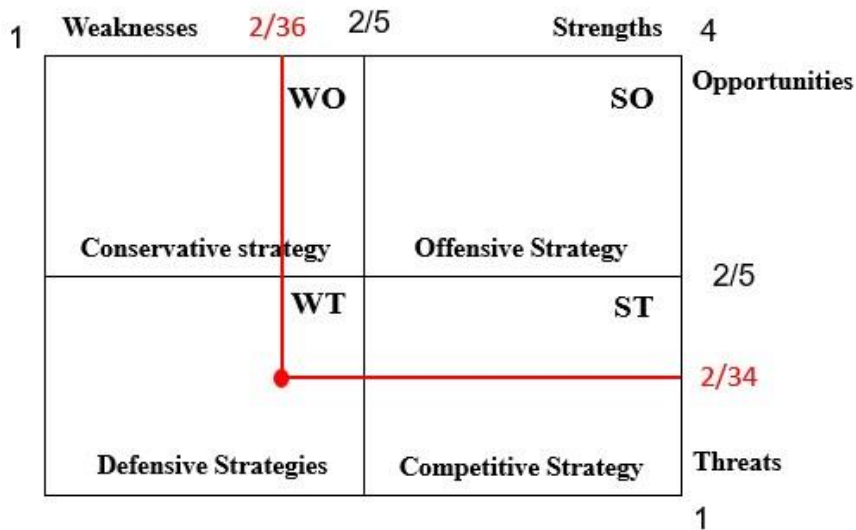 1 Weaknesses 2/36 2/5 Strengths 4
Opportunities
WO SO
Conservative strategy Offensive Strategy
2/5
WT ST
2/34
Defensive Strategies Competitive Strategy Threats
1